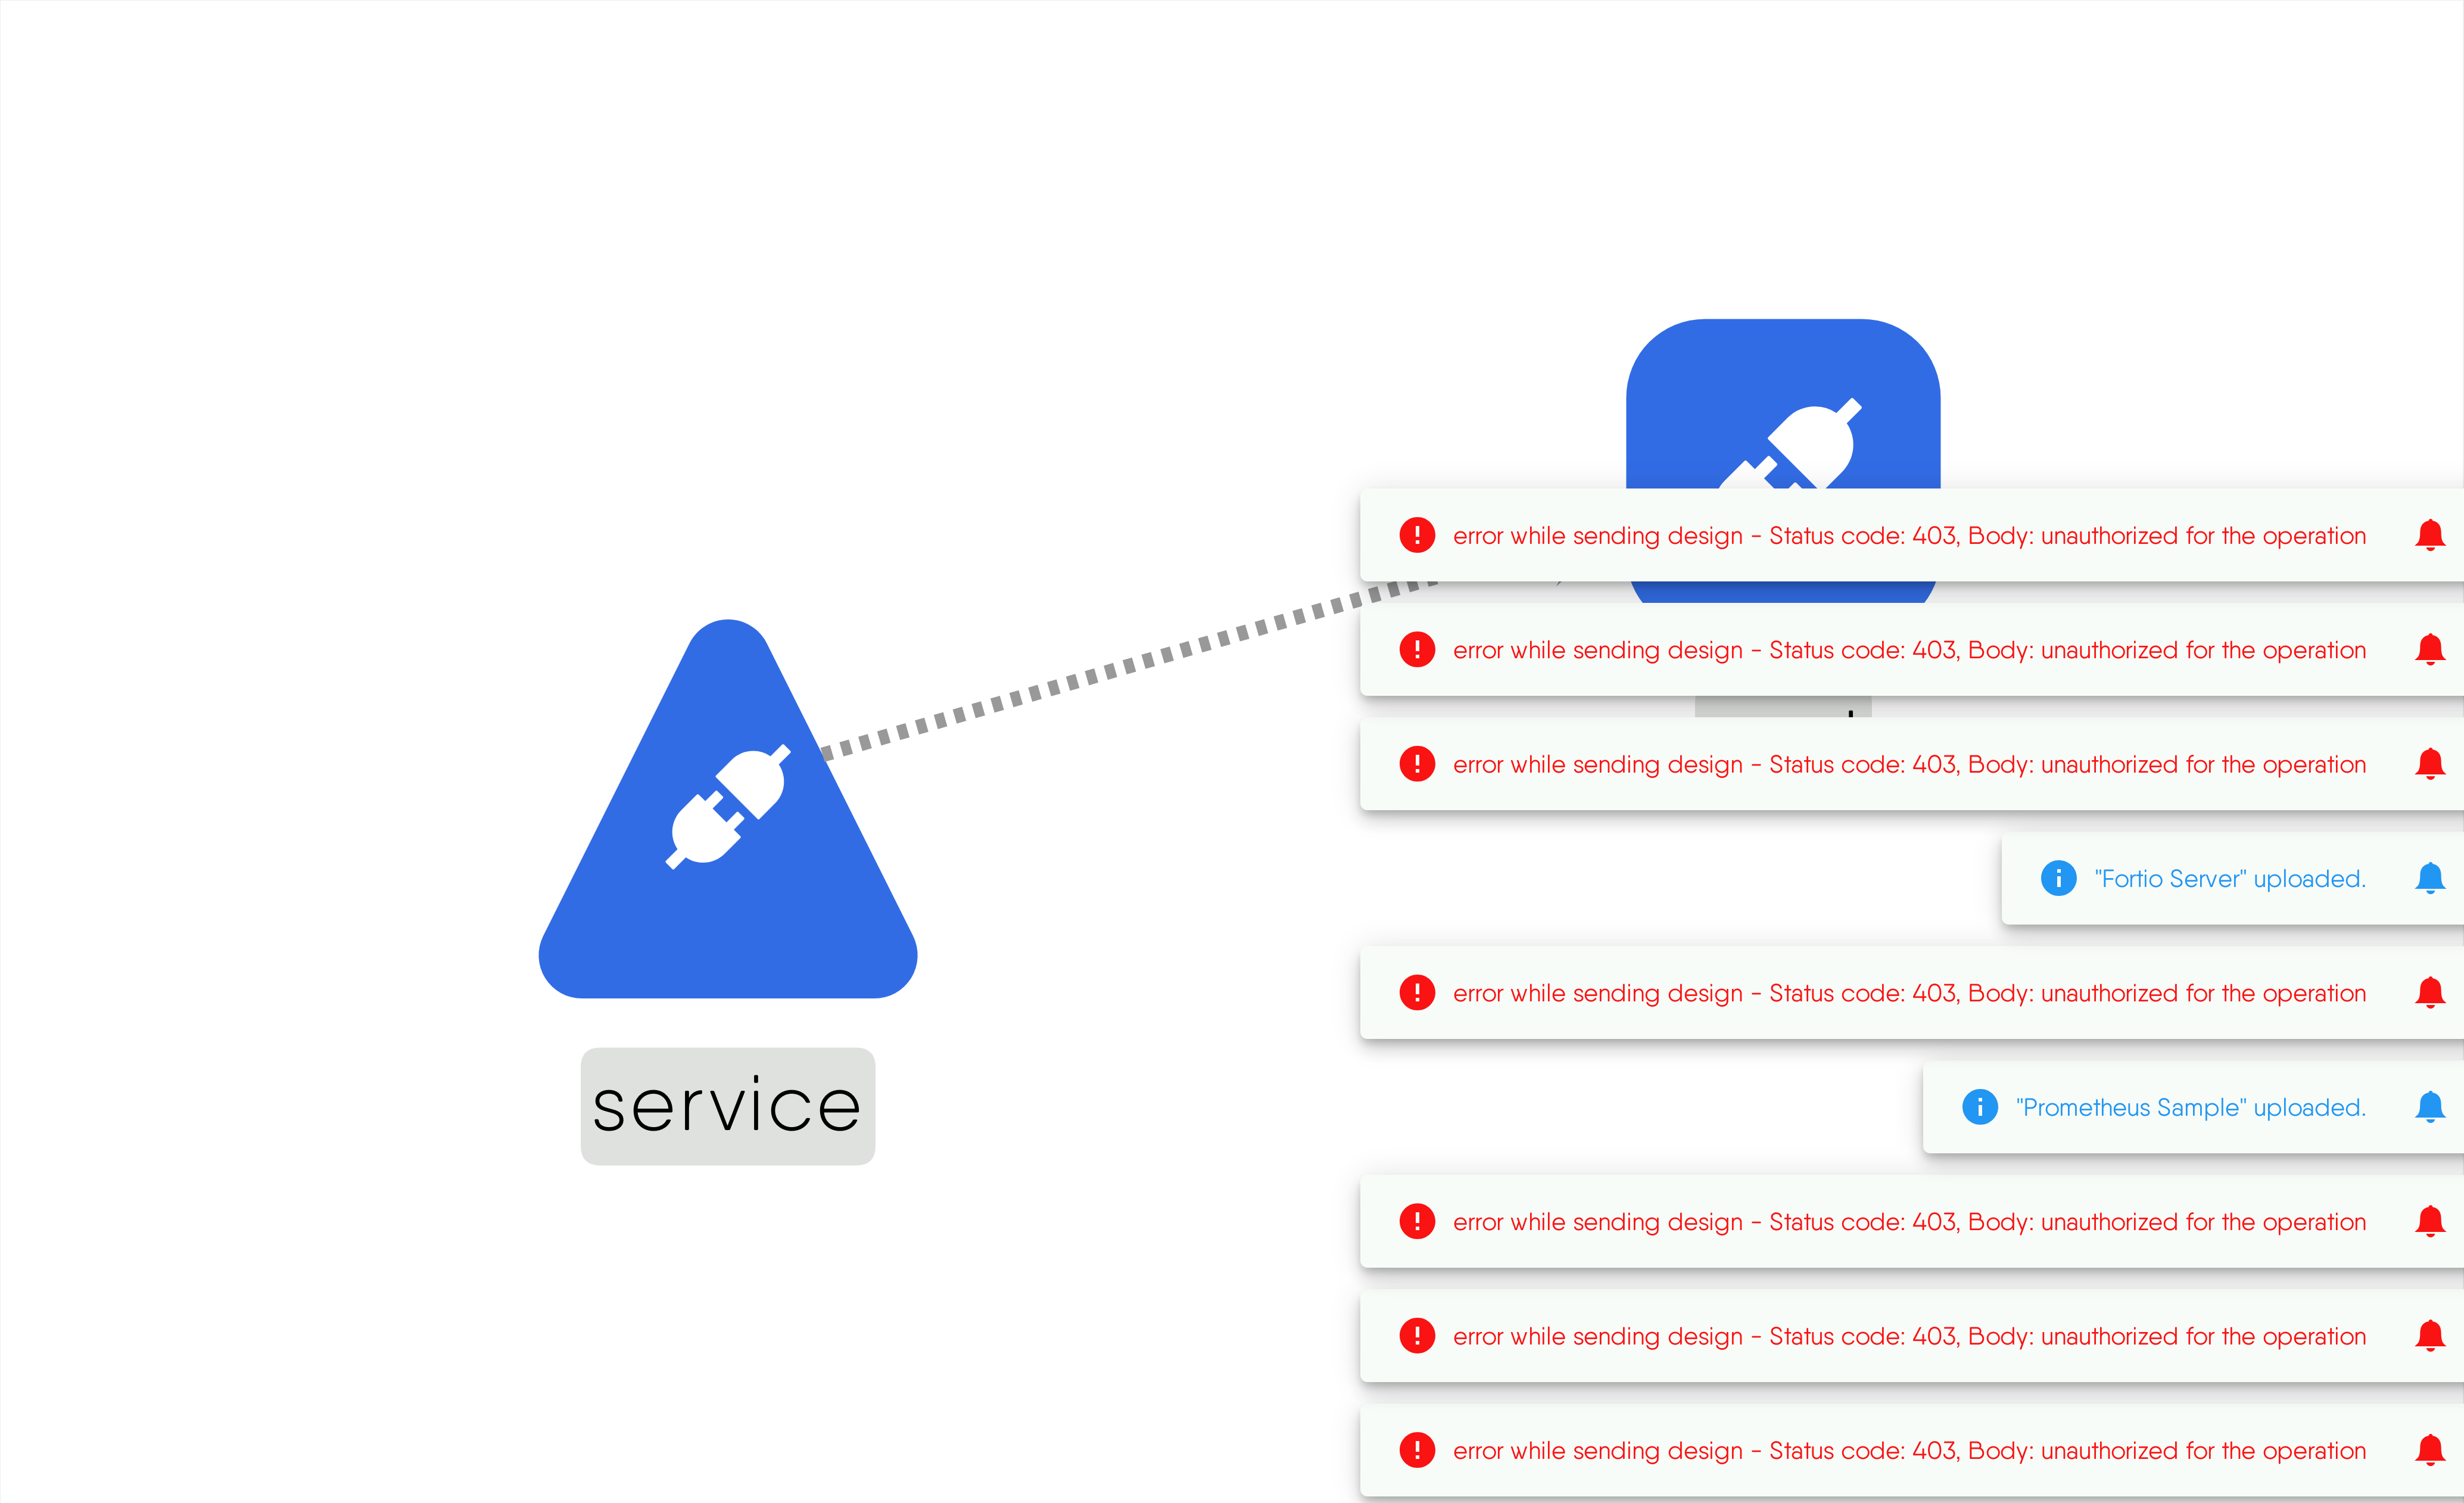 error while sending design - Status code: 403, Body: unauthorized for the operation
error while sending design - Status code: 403, Body: unauthorized for the operation
error while sending design - Status code: 403, Body: unauthorized for the operation
"Fortio Server" uploaded.
error while sending design - Status code: 403, Body: unauthorized for the operation
service
"Prometheus Sample" uploaded.
error while sending design - Status code: 403, Body: unauthorized for the operation
error while sending design - Status code: 403, Body: unauthorized for the operation
error while sending design - Status code: 403, Body: unauthorized for the operation